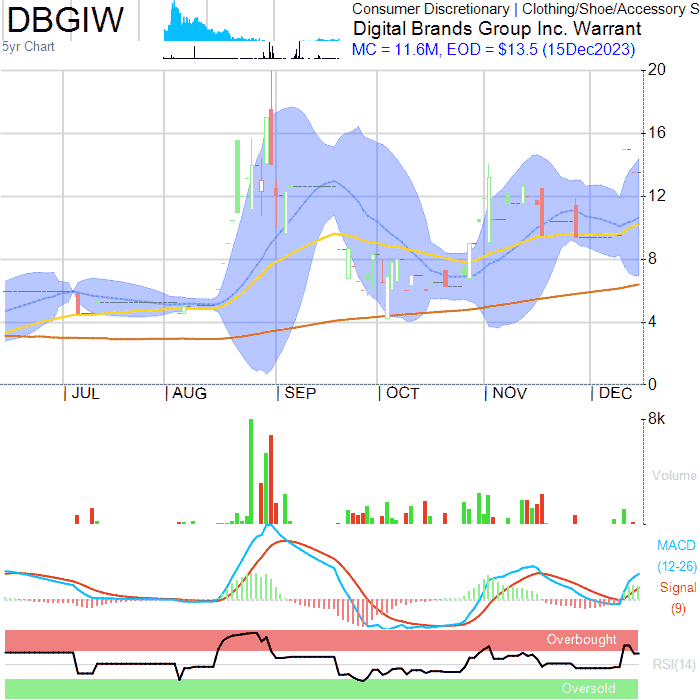 DBGIW
5yr Chart
Consumer Discretionary | Clothing/Shoe/Accessory S
Digital Brands Group Inc. Warrant
MC = 11.6M, EOD = $13.5 (15Dec2023)
20
16
12
8
4
0
JUL
AUG
SEP
OCT
NOV
DEC
8k
Volume
MACD
(12-26)
Signal
(9)
Overbought
RSI(14)
Oversold